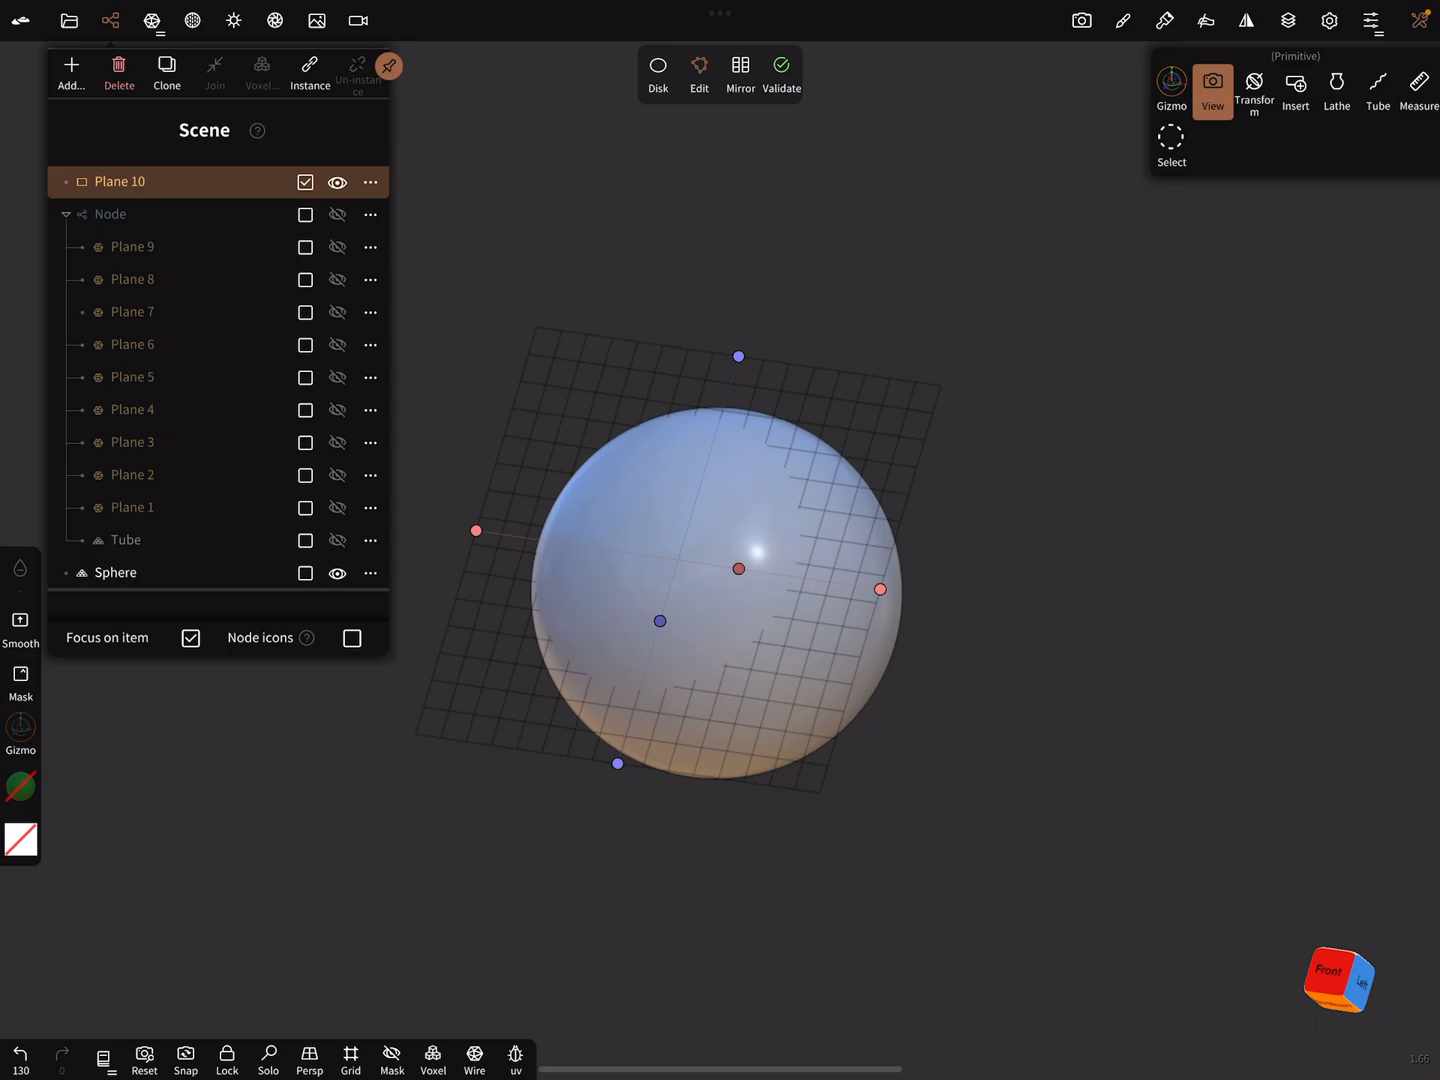 Add...
Delete
Clone
Join
Voxel...
Instance
Un-instan
ce
Disk
Edit
Mirror
Validate
(Primitive)
Gizmo
View
Transfor
m
Insert
Lathe
Tube
Measure
Select
Scene ?
Plane 10
Node
Plane 9
Plane 8
Plane 7
Plane 6
Plane 5
Plane 4
Plane 3
Plane 2
Plane 1
Tube
Sphere
Focus on item
Node icons ?
Smooth
Mask
Gizmo
Front
Left
130
0
Reset
Snap
Lock
Solo
Persp
Grid
Mask
Voxel
Wire
uv
1.66